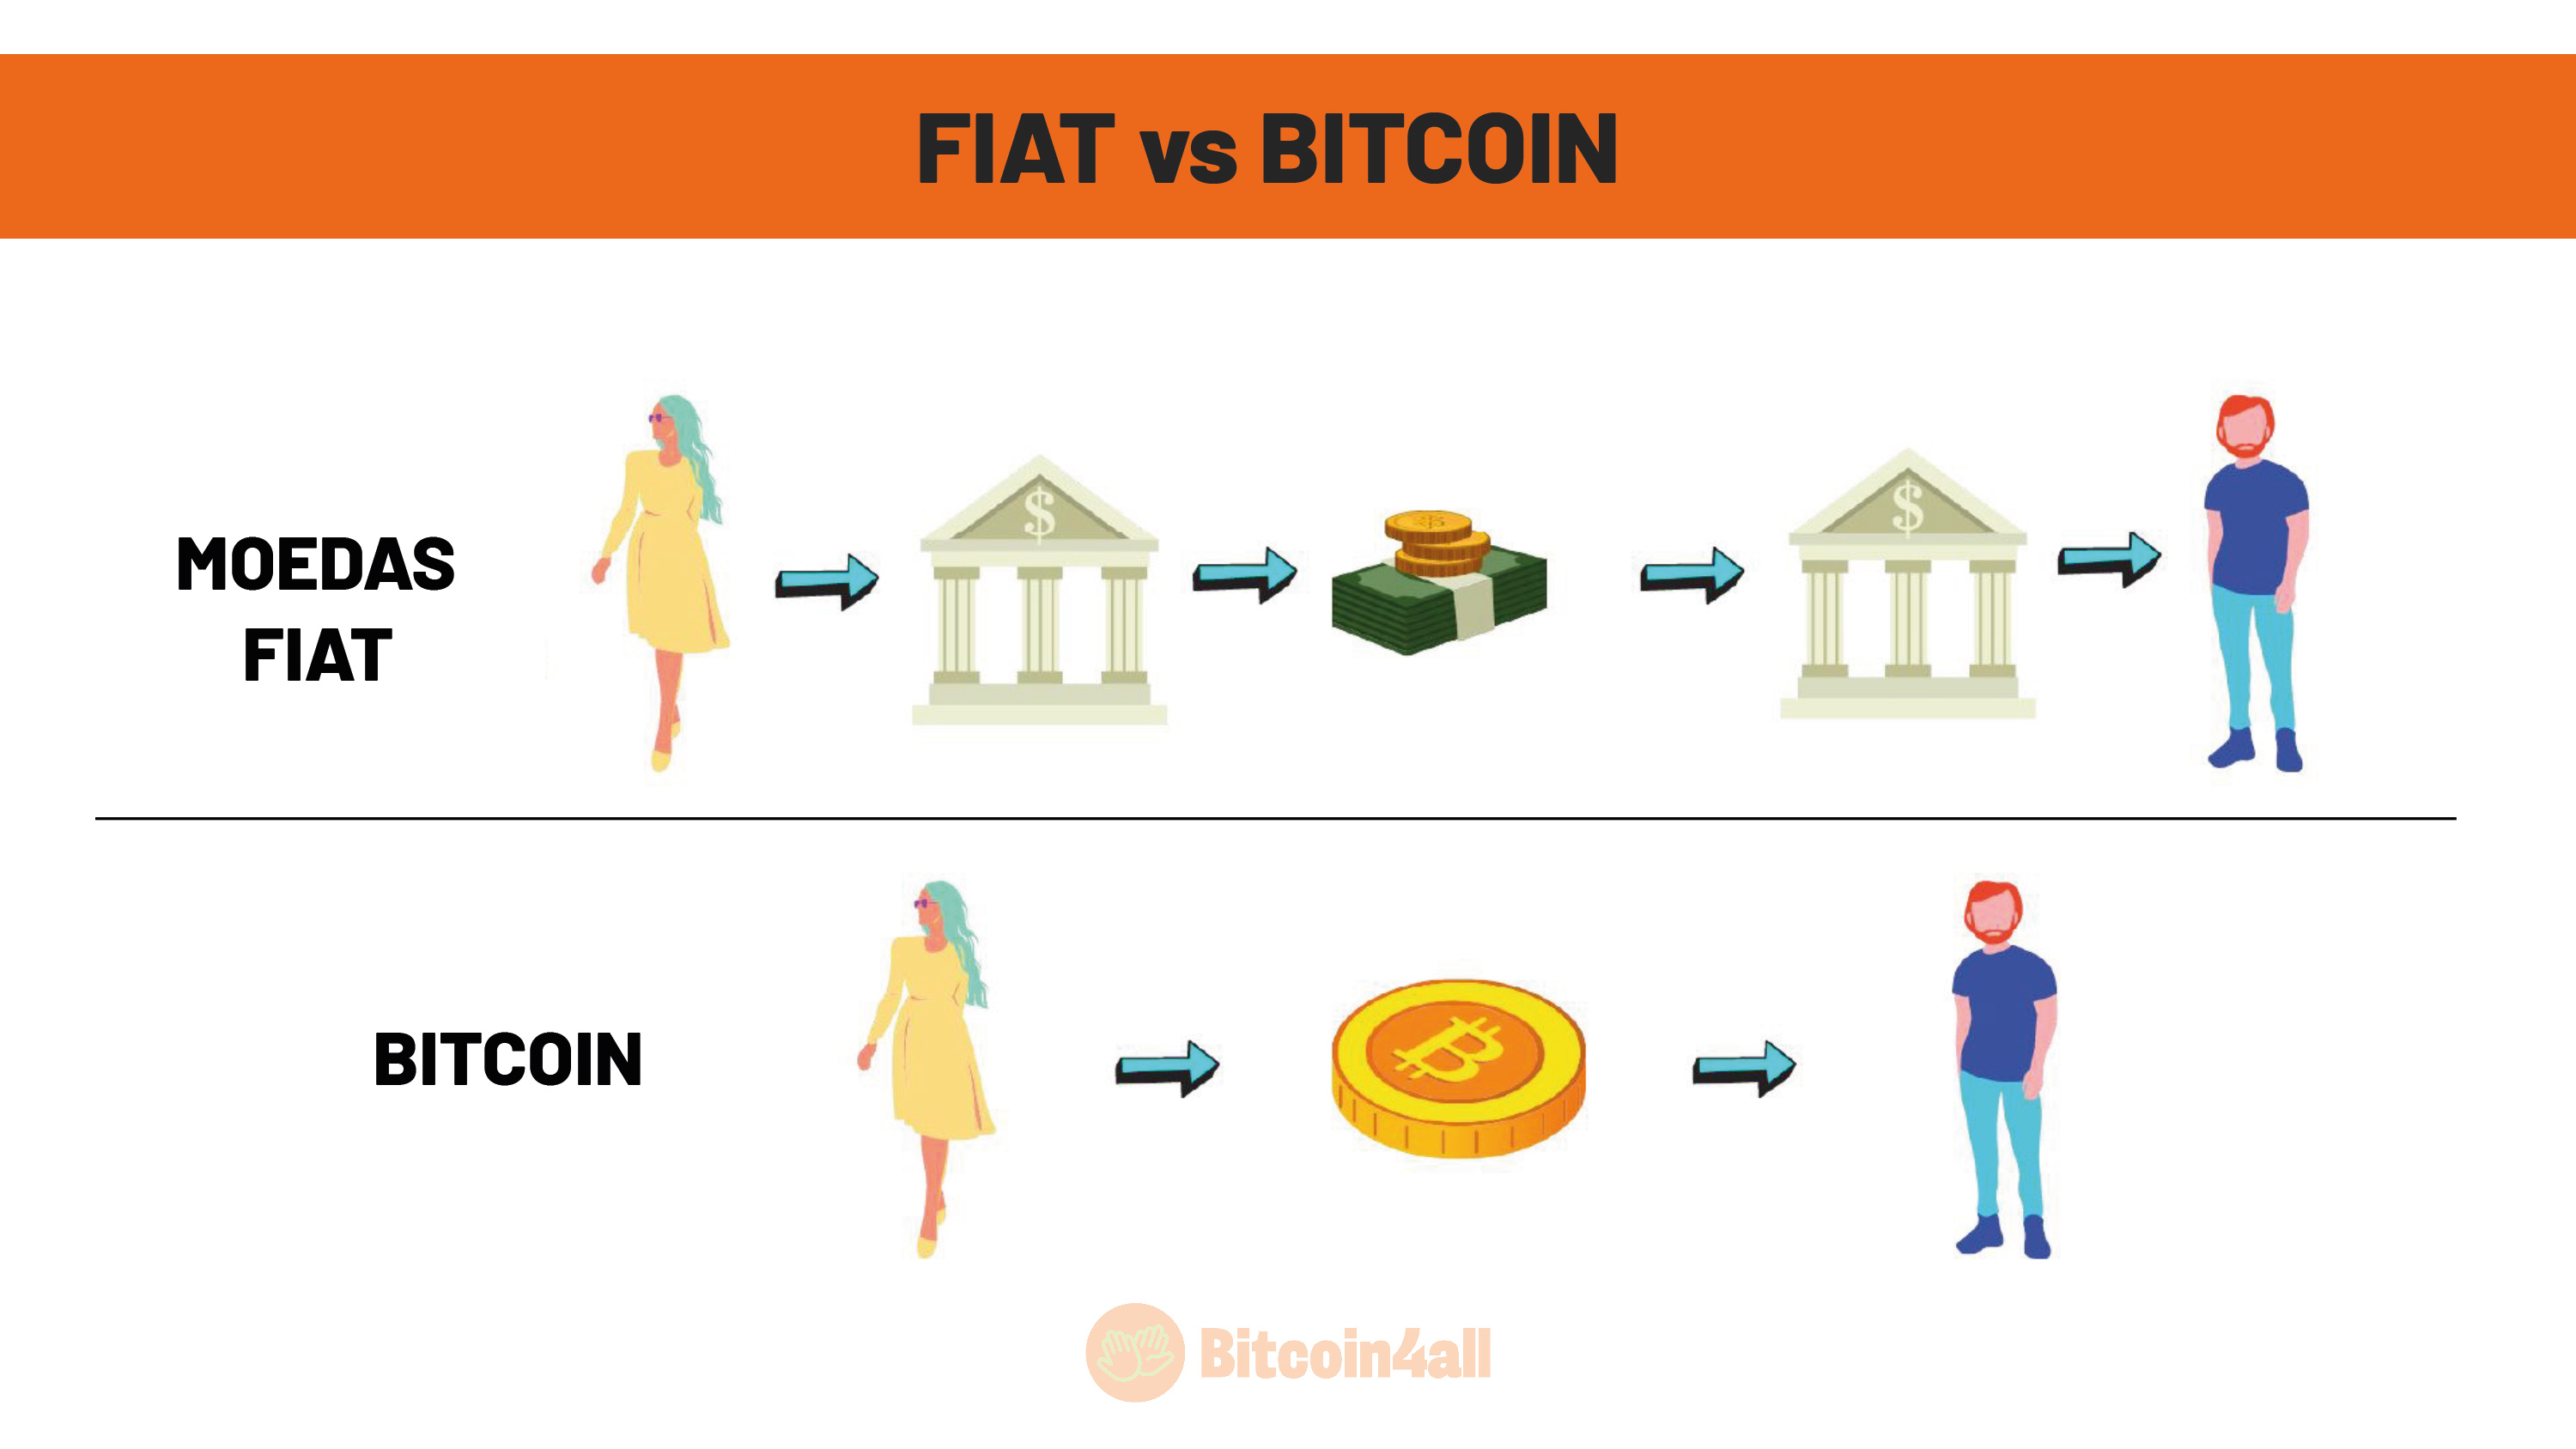 FIAT vs BITCOIN
MOEDAS
FIAT
$
$
BITCOIN
Bitcoin4all